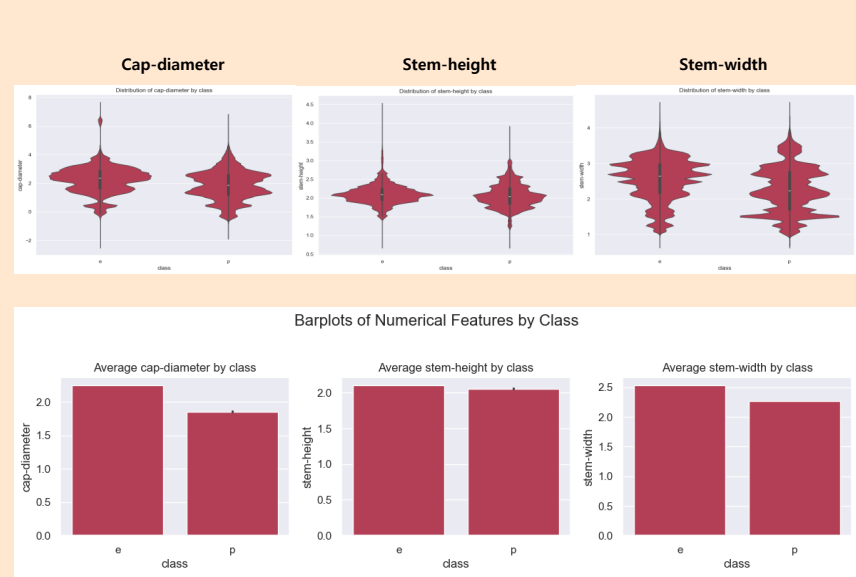 Cap-diameter
Stem-height
Stem-width
Distribution of cap-diameter by class
Distribution of stem-height by class
Distribution of stem-width by class
cap-diameter
8
6
4
2
0
−2
e
p
class
stem-height
4.5
4.0
3.5
3.0
2.5
2.0
1.5
1.0
0.5
e
p
class
stem-width
4
3
2
1
e
p
class
Barplots of Numerical Features by Class
Average cap-diameter by class
Average stem-height by class
Average stem-width by class
cap-diameter
2.0
1.5
1.0
0.5
0.0
e
p
class
stem-height
2.0
1.5
1.0
0.5
0.0
e
p
class
stem-width
2.5
2.0
1.5
1.0
0.5
0.0
e
p
class